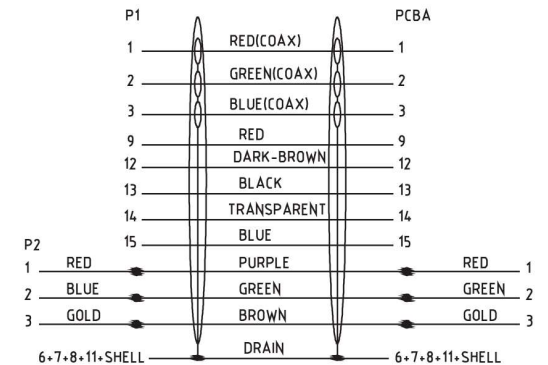 P1 PCBA
1 RED(COAX) 1
2 GREEN(COAX) 2
3 BLUE(COAX) 3
9 RED 9
12 DARK-BROWN 12
13 BLACK 13
14 TRANSPARENT 14
15 BLUE 15
P2
1 RED PURPLE RED 1
2 BLUE GREEN GREEN 2
3 GOLD BROWN GOLD 3
6+7+8+11+SHELL DRAIN 6+7+8+11+SHELL